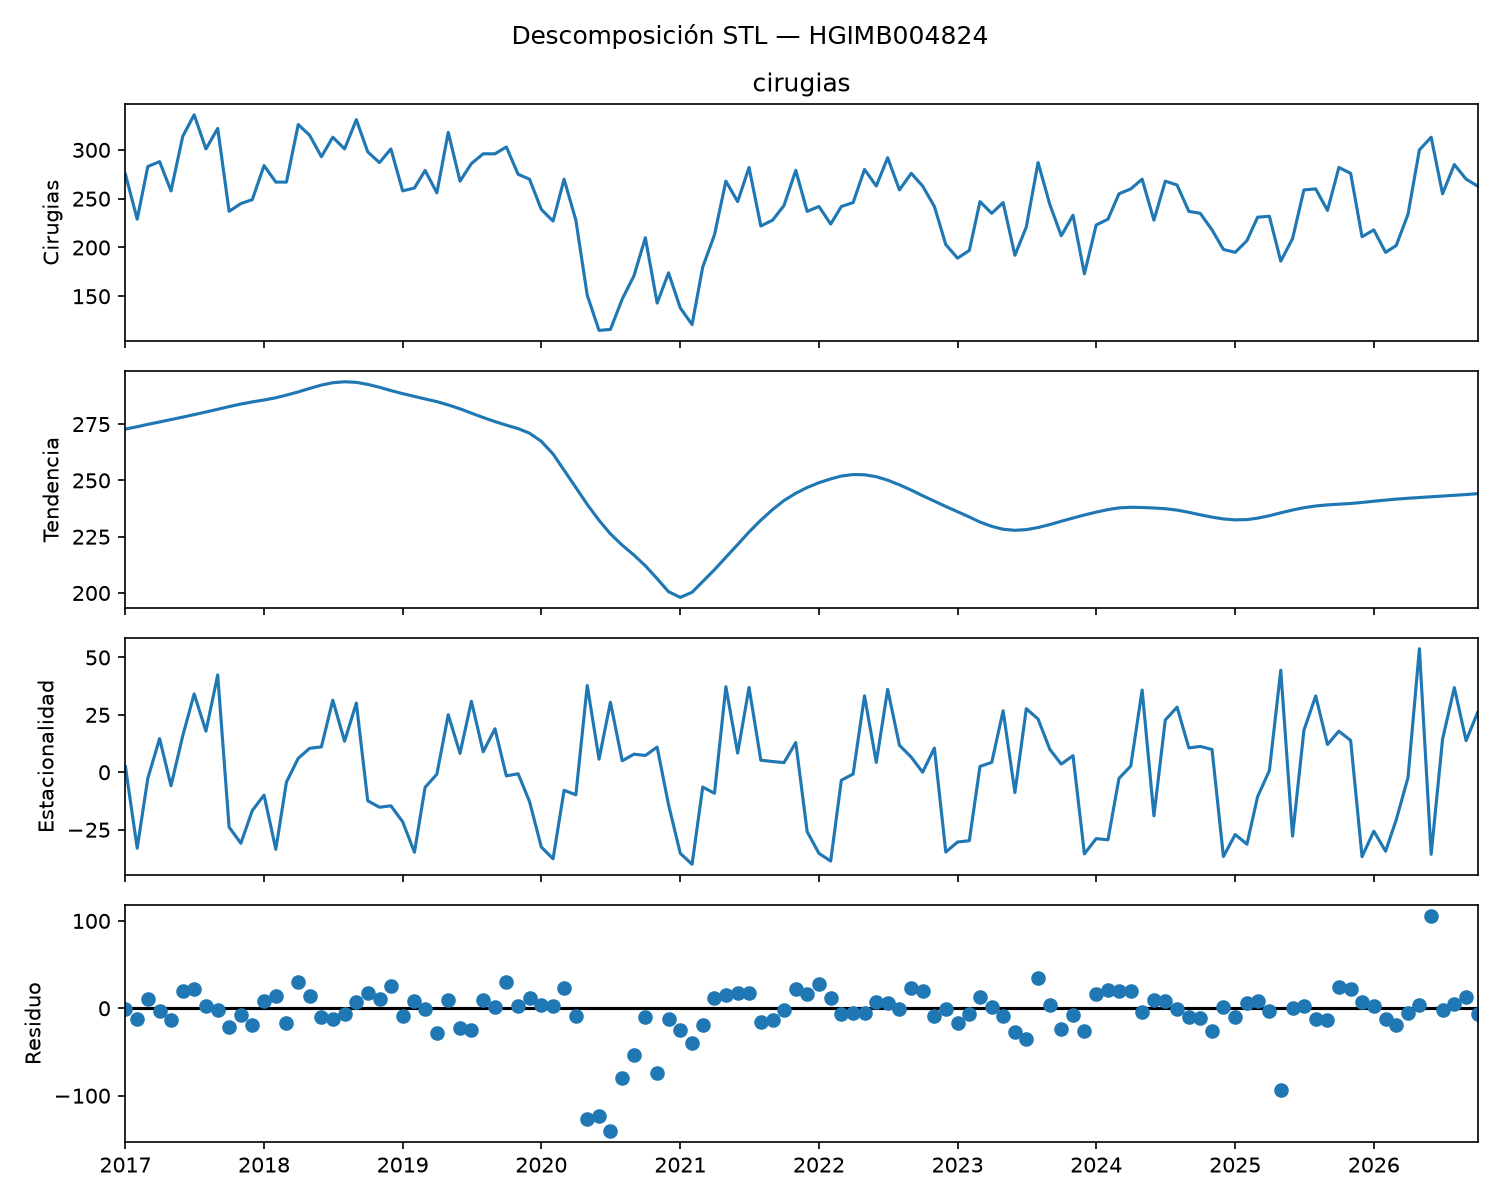 Descomposición STL — HGIMB004824
cirugias
300
250
200
150
Cirugias
275
250
225
200
Tendencia
50
25
0
−25
Estacionalidad
100
0
−100
Residuo
2017 2018 2019 2020 2021 2022 2023 2024 2025 2026